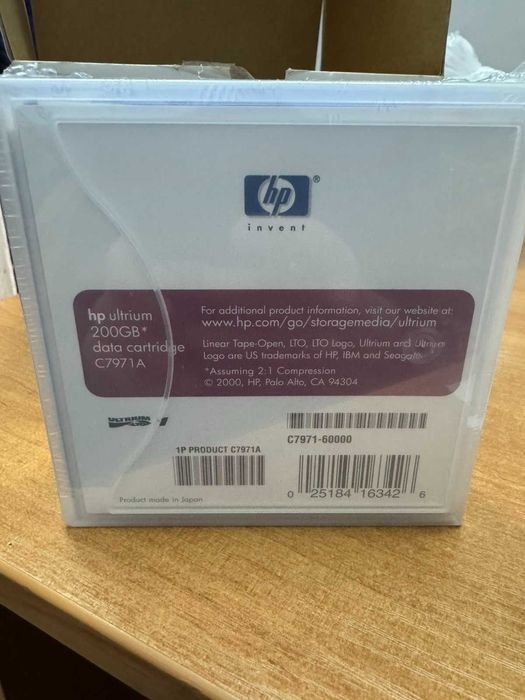 hp ®
invent
hp ultrium
200GB*
data cartridge
C7971A
For additional product information, visit our website at:
www.hp.com/go/storagemedia/ultrium
Linear Tape-Open, LTO, LTO Logo, Ultrium and Ultrium
Logo are US trademarks of HP, IBM and Seagate.
*Assuming 2:1 Compression
© 2000, HP, Palo Alto, CA 94304
ULTRIUM 1
1P PRODUCT C7971A
C7971-60000
0 25184 16342 6
Product made in Japan